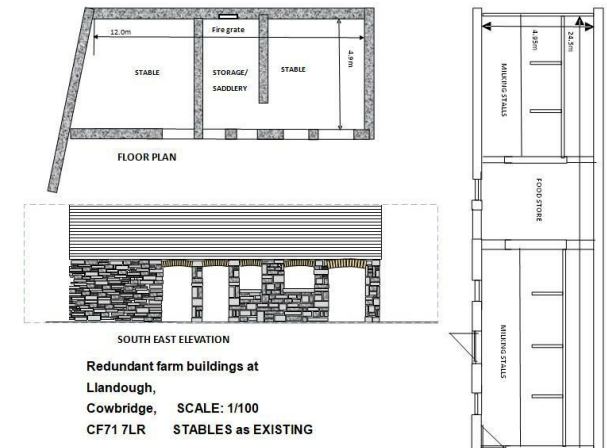 12.0m
Fire grate
STABLE
STORAGE/
SADDLERY
STABLE
4.9m
FLOOR PLAN
SOUTH EAST ELEVATION
Redundant farm buildings at
Llandough,
Cowbridge, SCALE: 1/100
CF71 7LR STABLES as EXISTING
4.95m
24.5m
MILKING STALLS
FOOD STORE
MILKING STALLS